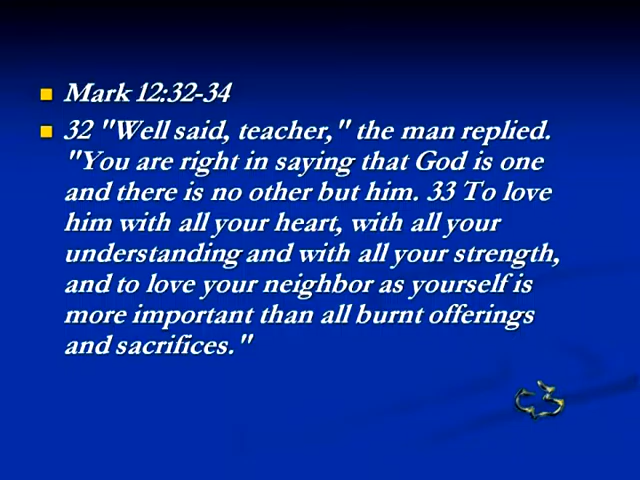 Mark 12:32-34
32 "Well said, teacher," the man replied.
"You are right in saying that God is one
and there is no other but him. 33 To love
him with all your heart, with all your
understanding and with all your strength,
and to love your neighbor as yourself is
more important than all burnt offerings
and sacrifices."